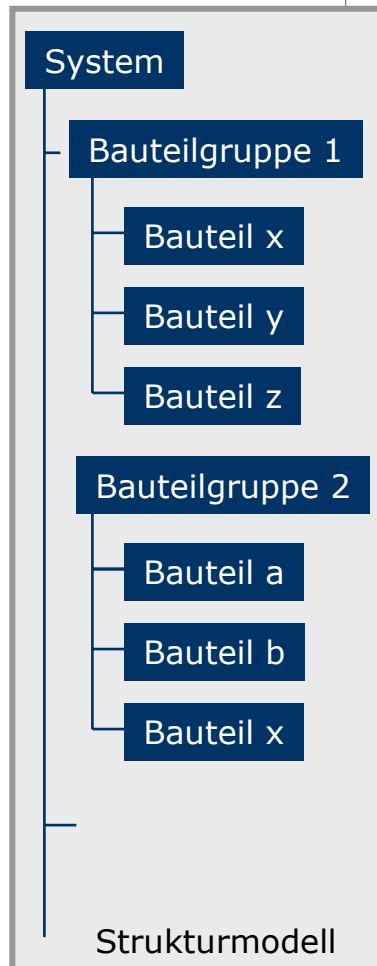 System
Bauteilgruppe 1
Bauteil x
Bauteil y
Bauteil z
Bauteilgruppe 2
Bauteil a
Bauteil b
Bauteil x
Strukturmodell